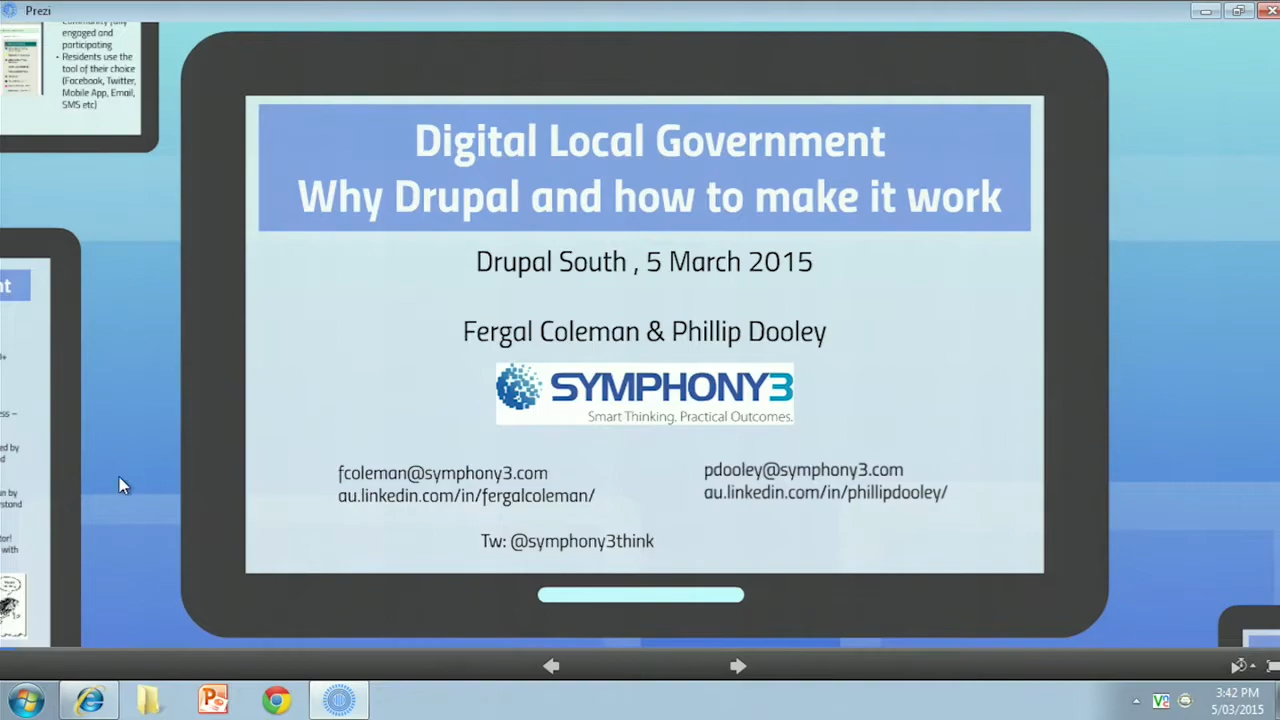 Prezi
Community fully
engaged and
participating
• Residents use the
tool of their choice
(Facebook, Twitter,
Mobile App, Email,
SMS etc)
Digital Local Government
Why Drupal and how to make it work
Drupal South , 5 March 2015
Fergal Coleman & Phillip Dooley
SYMPHONY3
Smart Thinking. Practical Outcomes.
fcoleman@symphony3.com
au.linkedin.com/in/fergalcoleman/
pdooley@symphony3.com
au.linkedin.com/in/phillipdooley/
Tw: @symphony3think
3:42 PM
5/03/2015